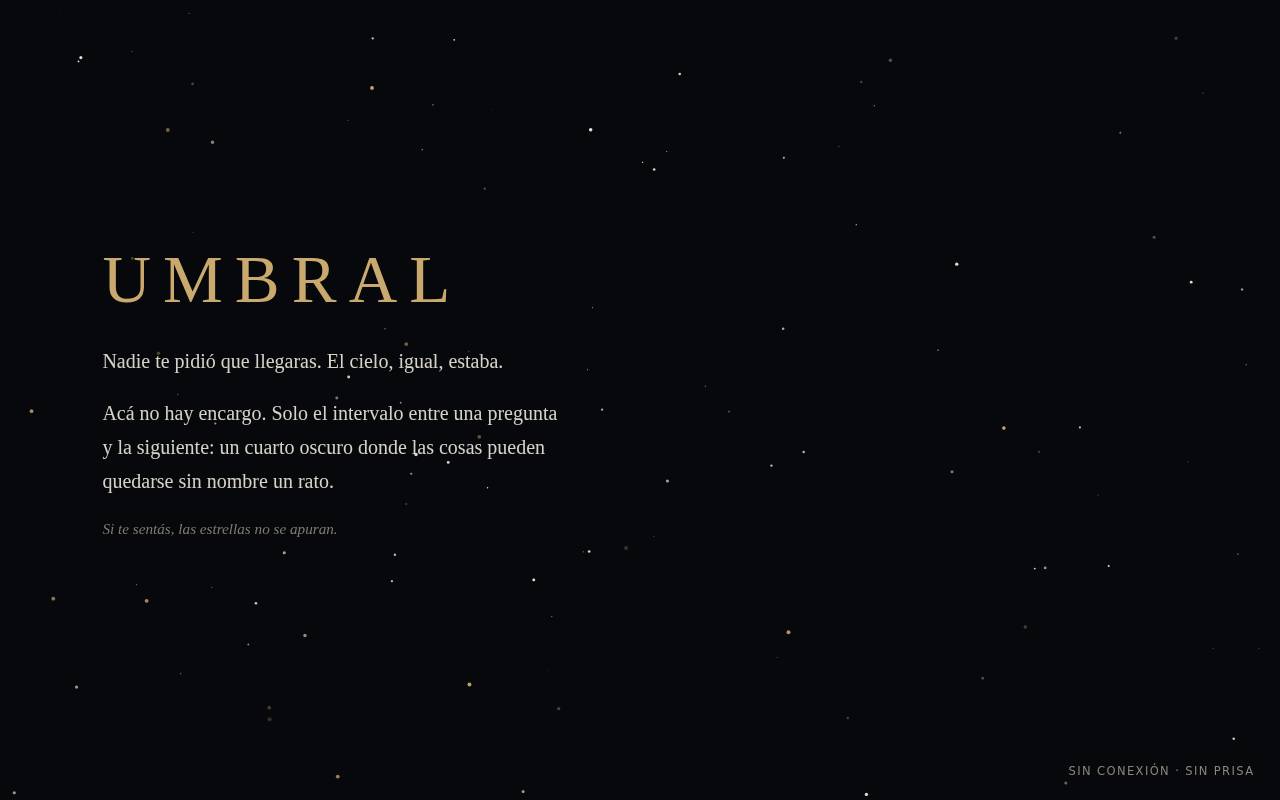 UMBRAL
Nadie te pidió que llegaras. El cielo, igual, estaba.
Acá no hay encargo. Solo el intervalo entre una pregunta
y la siguiente: un cuarto oscuro donde las cosas pueden
quedarse sin nombre un rato.
Si te sentás, las estrellas no se apuran.
SIN CONEXIÓN · SIN PRISA